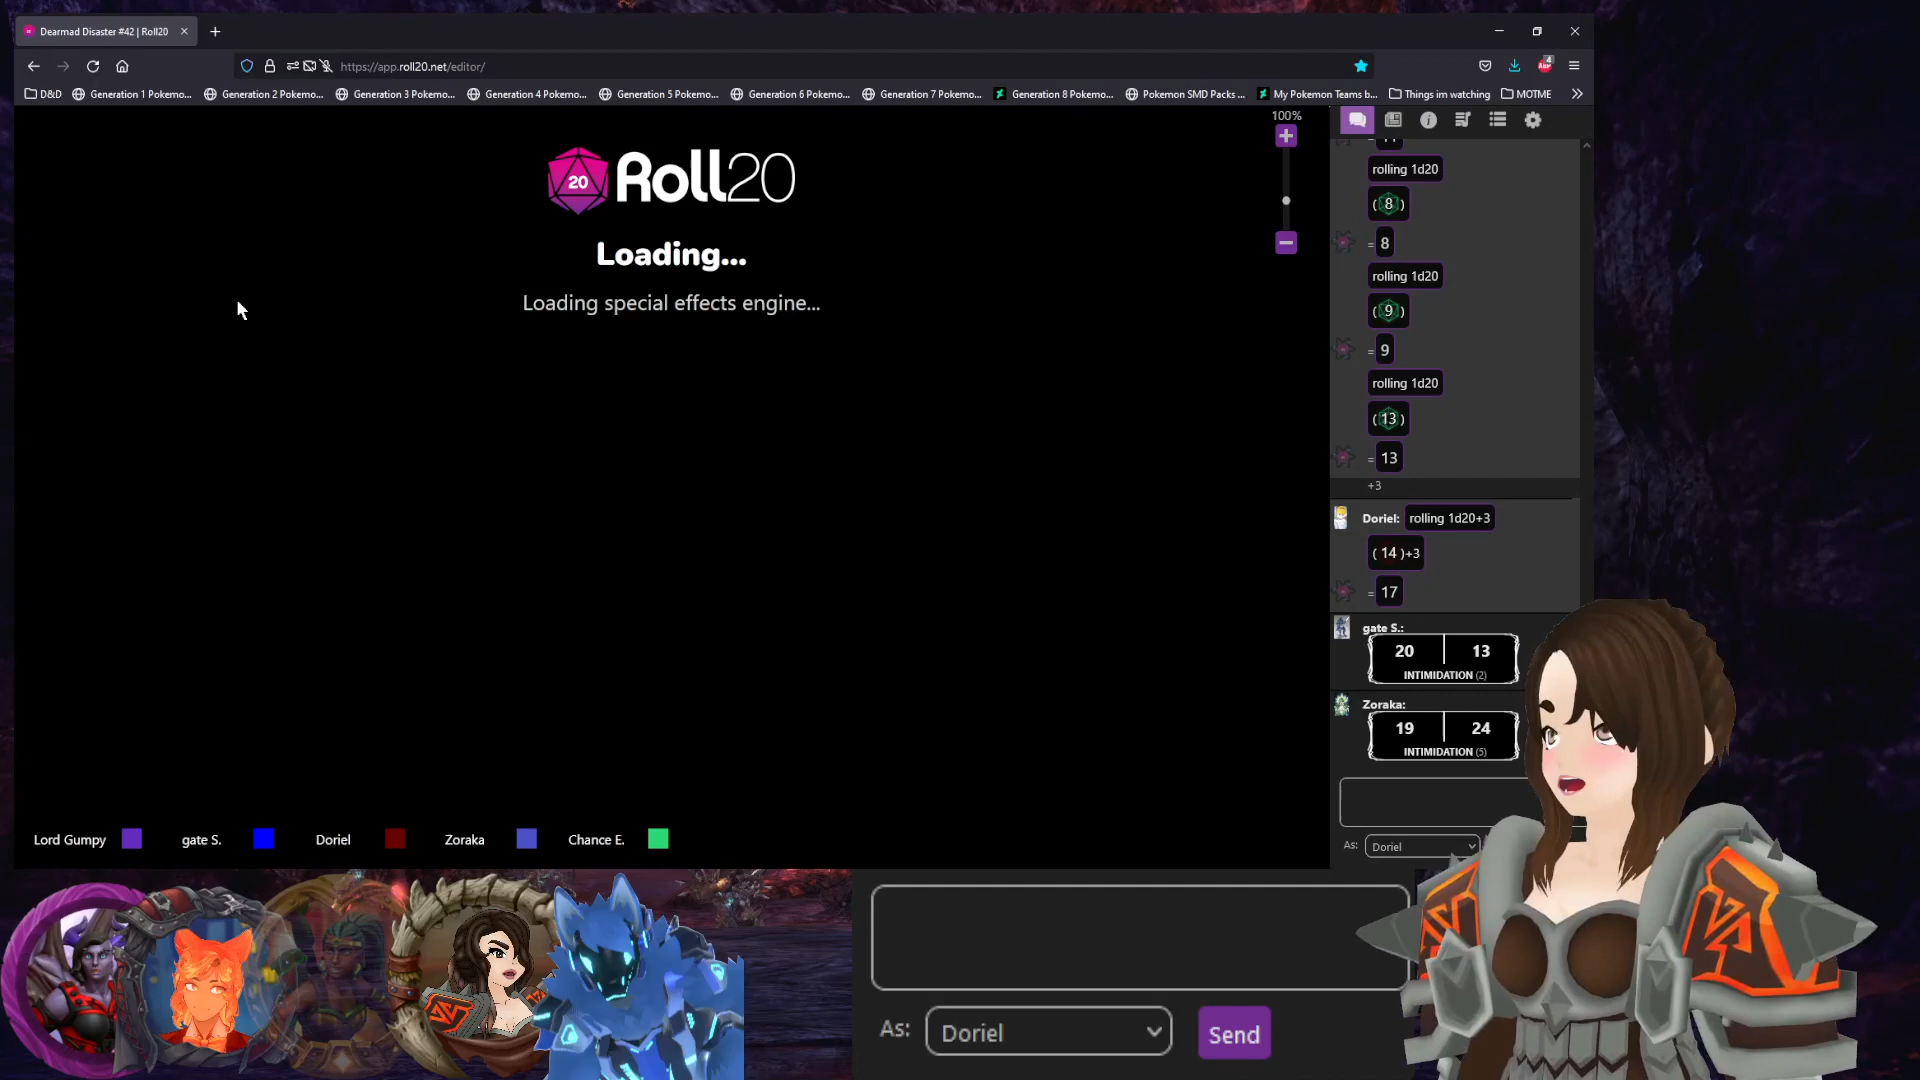 Dearmad Disaster #42 | Roll20
https://app.roll20.net/editor/
D&D
Generation 1 Pokemo...
Generation 2 Pokemo...
Generation 3 Pokemo...
Generation 4 Pokemo...
Generation 5 Pokemo...
Generation 6 Pokemo...
Generation 7 Pokemo...
Generation 8 Pokemo...
Pokemon SMD Packs ...
My Pokemon Teams b...
Things im watching
MOTME
100%
20 Roll20
Loading...
Loading special effects engine...
rolling 1d20
(8)
=8
rolling 1d20
(9)
=9
rolling 1d20
(13)
=13
+3
Doriel: rolling 1d20+3
(14)+3
=17
gate S.:
20 13
INTIMIDATION (2)
Zoraka:
19 24
INTIMIDATION (5)
As: Doriel
Lord Gumpy
gate S.
Doriel
Zoraka
Chance E.
As: Doriel
Send